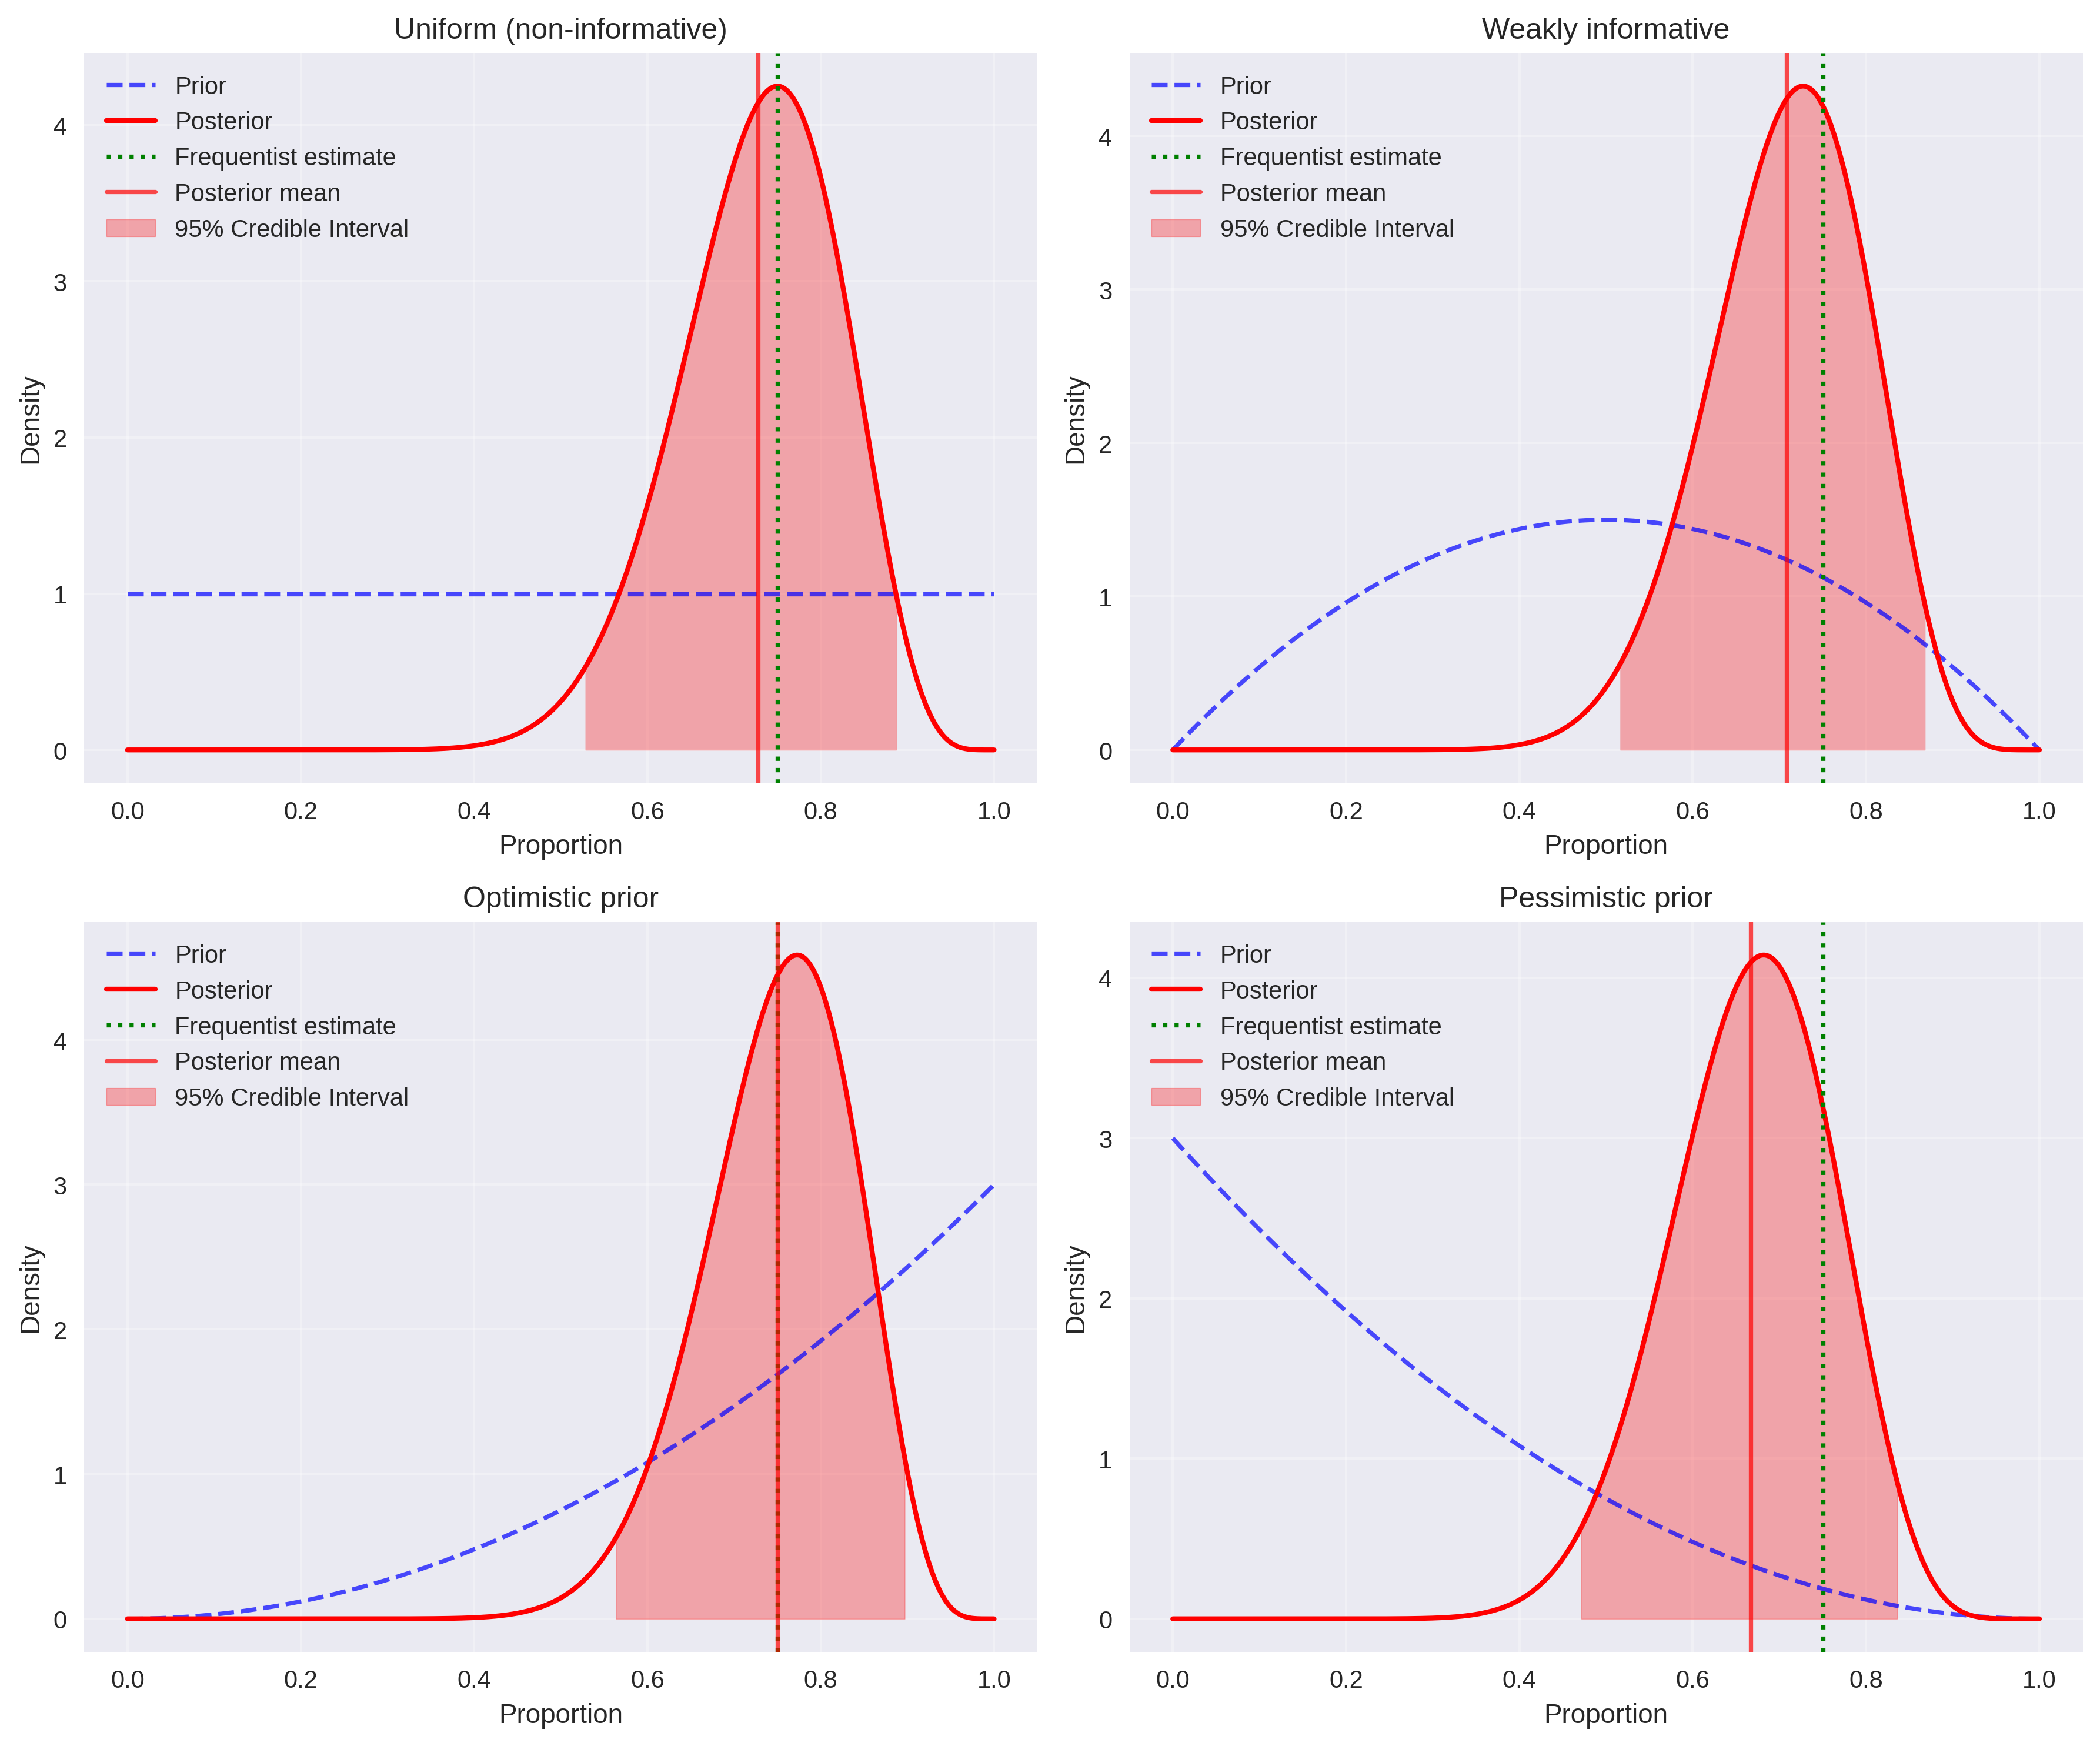 Uniform (non-informative)
Prior
Posterior
Frequentist estimate
Posterior mean
95% Credible Interval
4
3
2
1
0
Density
0.0 0.2 0.4 0.6 0.8 1.0
Proportion
Weakly informative
Prior
Posterior
Frequentist estimate
Posterior mean
95% Credible Interval
4
3
2
1
0
Density
0.0 0.2 0.4 0.6 0.8 1.0
Proportion
Optimistic prior
Prior
Posterior
Frequentist estimate
Posterior mean
95% Credible Interval
4
3
2
1
0
Density
0.0 0.2 0.4 0.6 0.8 1.0
Proportion
Pessimistic prior
Prior
Posterior
Frequentist estimate
Posterior mean
95% Credible Interval
4
3
2
1
0
Density
0.0 0.2 0.4 0.6 0.8 1.0
Proportion